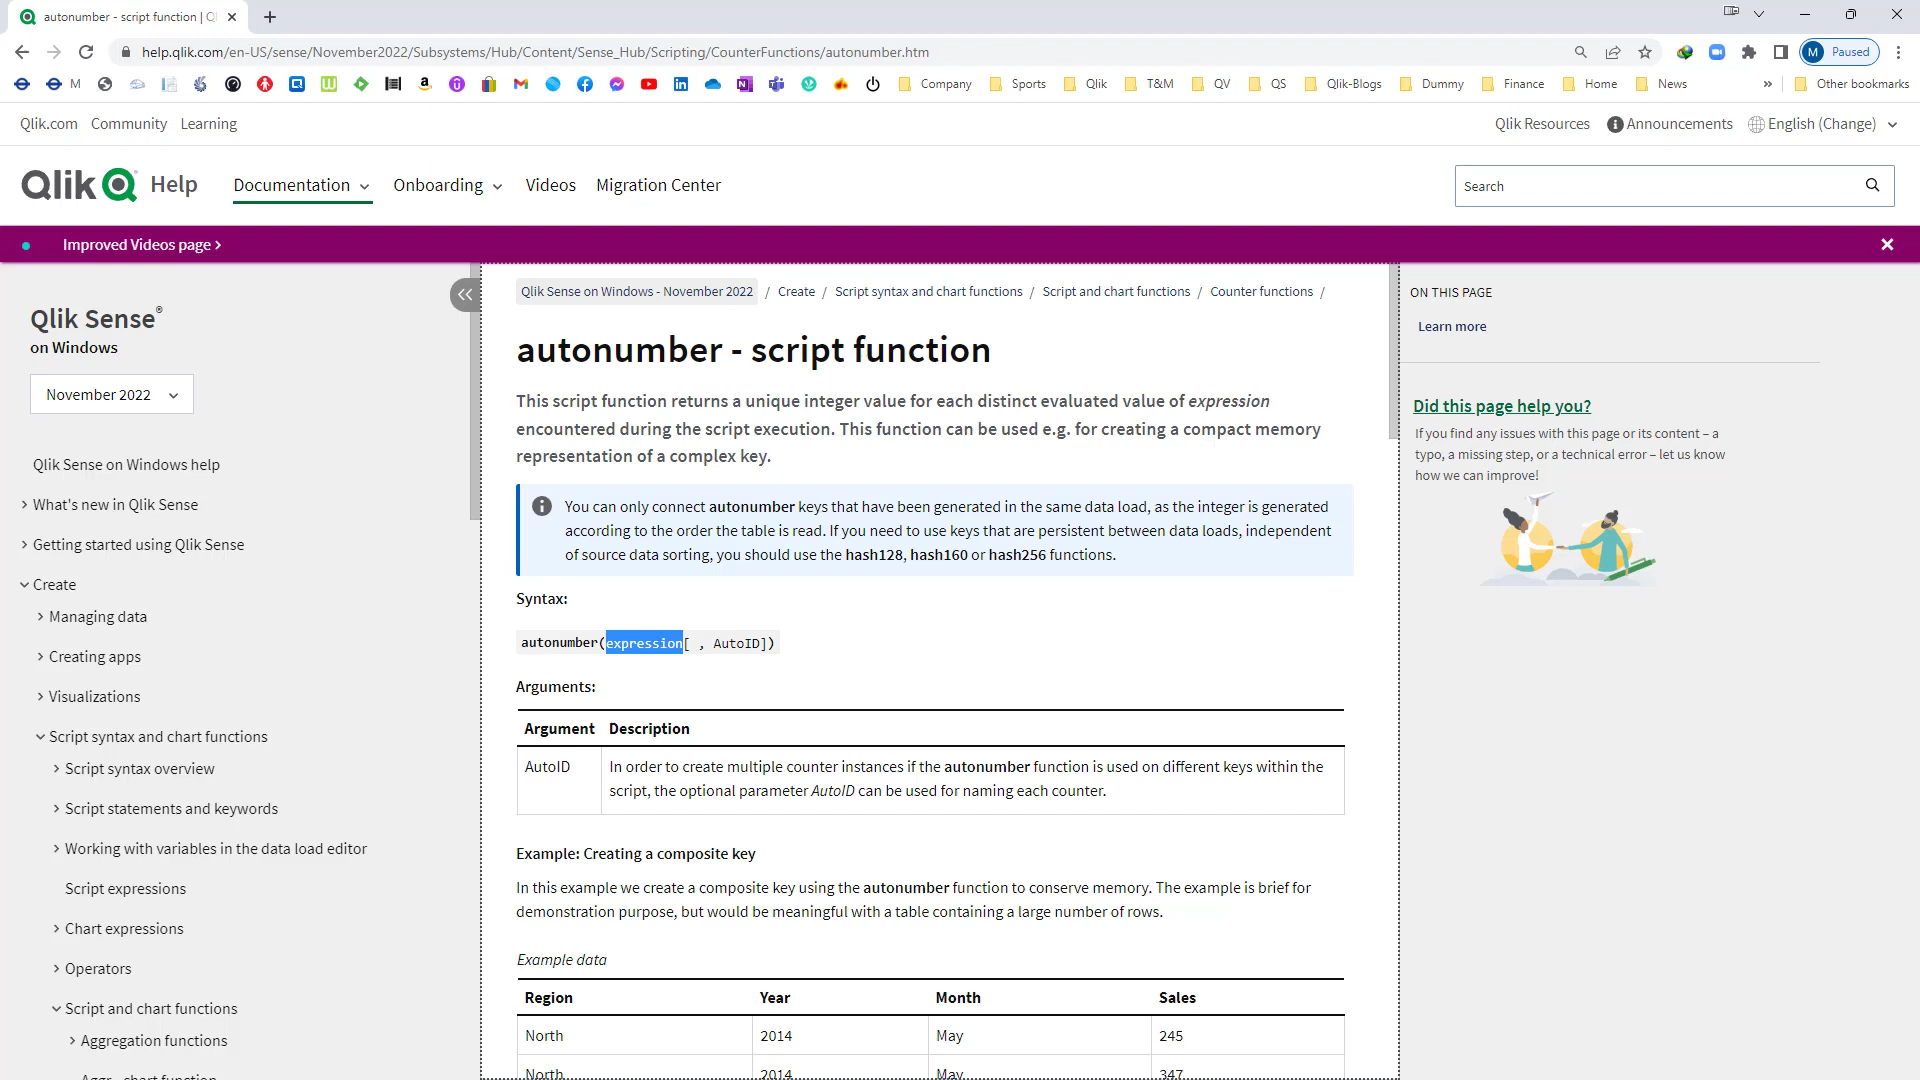 autonumber - script function | Q
help.qlik.com/en-US/sense/November2022/Subsystems/Hub/Content/Sense_Hub/Scripting/CounterFunctions/autonumber.htm
M Paused
M
Company Sports Qlik T&M QV QS Qlik-Blogs Dummy Finance Home News » Other bookmarks
Qlik.com Community Learning
Qlik Resources Announcements English (Change)
Qlik Help Documentation Onboarding Videos Migration Center
Search
Improved Videos page
Qlik Sense®
on Windows
November 2022
Qlik Sense on Windows help
What's new in Qlik Sense
Getting started using Qlik Sense
Create
Managing data
Creating apps
Visualizations
Script syntax and chart functions
Script syntax overview
Script statements and keywords
Working with variables in the data load editor
Script expressions
Chart expressions
Operators
Script and chart functions
Aggregation functions
Aggr - chart function
Qlik Sense on Windows - November 2022 / Create / Script syntax and chart functions / Script and chart functions / Counter functions /
autonumber - script function
This script function returns a unique integer value for each distinct evaluated value of expression
encountered during the script execution. This function can be used e.g. for creating a compact memory
representation of a complex key.
You can only connect autonumber keys that have been generated in the same data load, as the integer is generated
according to the order the table is read. If you need to use keys that are persistent between data loads, independent
of source data sorting, you should use the hash128, hash160 or hash256 functions.
Syntax:
autonumber(expression[ , AutoID])
Arguments:
Argument Description
AutoID In order to create multiple counter instances if the autonumber function is used on different keys within the
script, the optional parameter AutoID can be used for naming each counter.
Example: Creating a composite key
In this example we create a composite key using the autonumber function to conserve memory. The example is brief for
demonstration purpose, but would be meaningful with a table containing a large number of rows.
Example data
Region Year Month Sales
North 2014 May 245
North 2014 May 347
ON THIS PAGE
Learn more
Did this page help you?
If you find any issues with this page or its content – a
typo, a missing step, or a technical error – let us know
how we can improve!